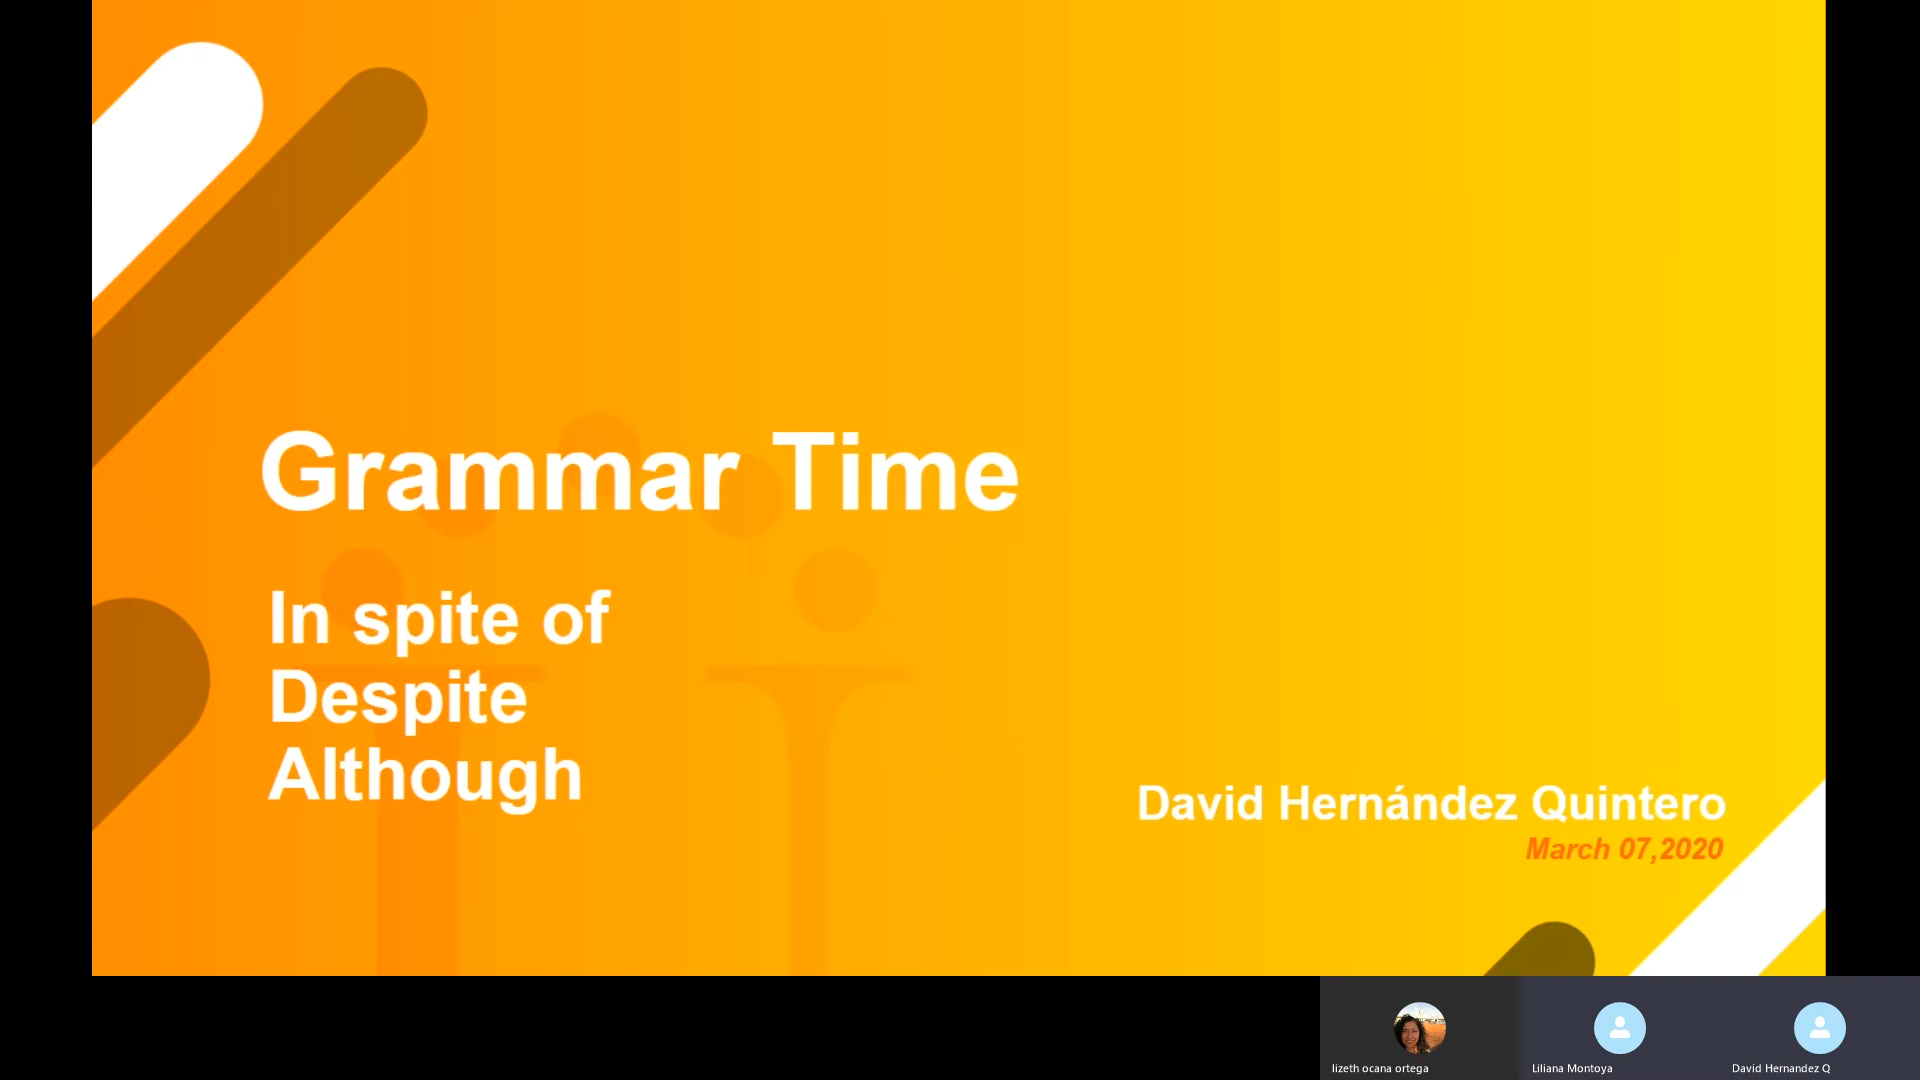 Grammar Time
In spite of
Despite
Although
David Hernández Quintero
March 07,2020
lizeth ocana ortega
Liliana Montoya
David Hernandez Q